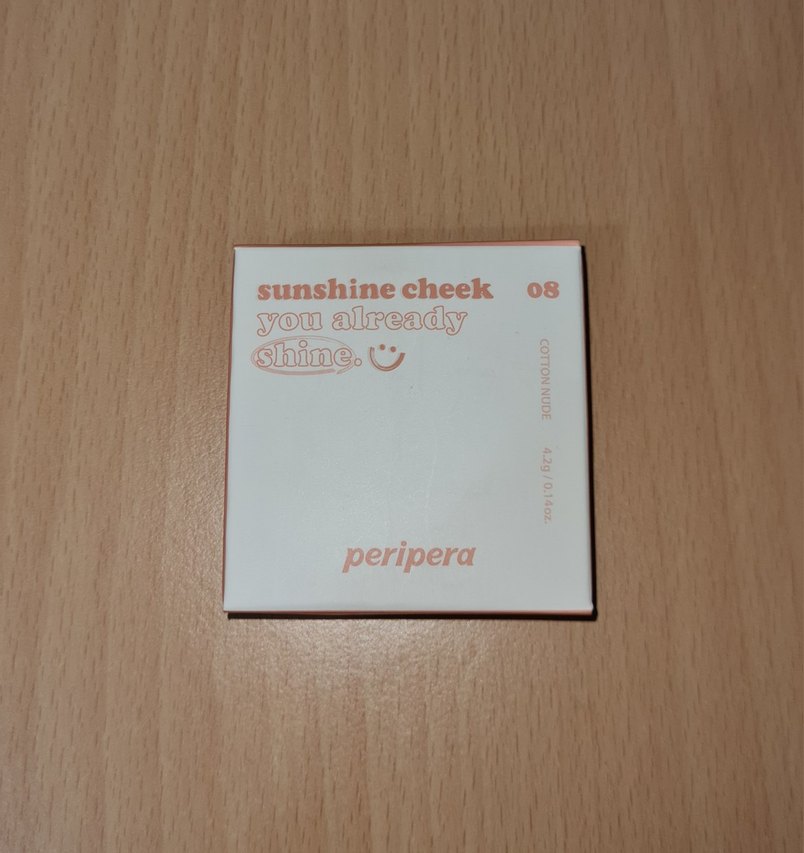 sunshine cheek 08
you already
shine.
COTTON NUDE 4.2g / 0.14oz.
peripera